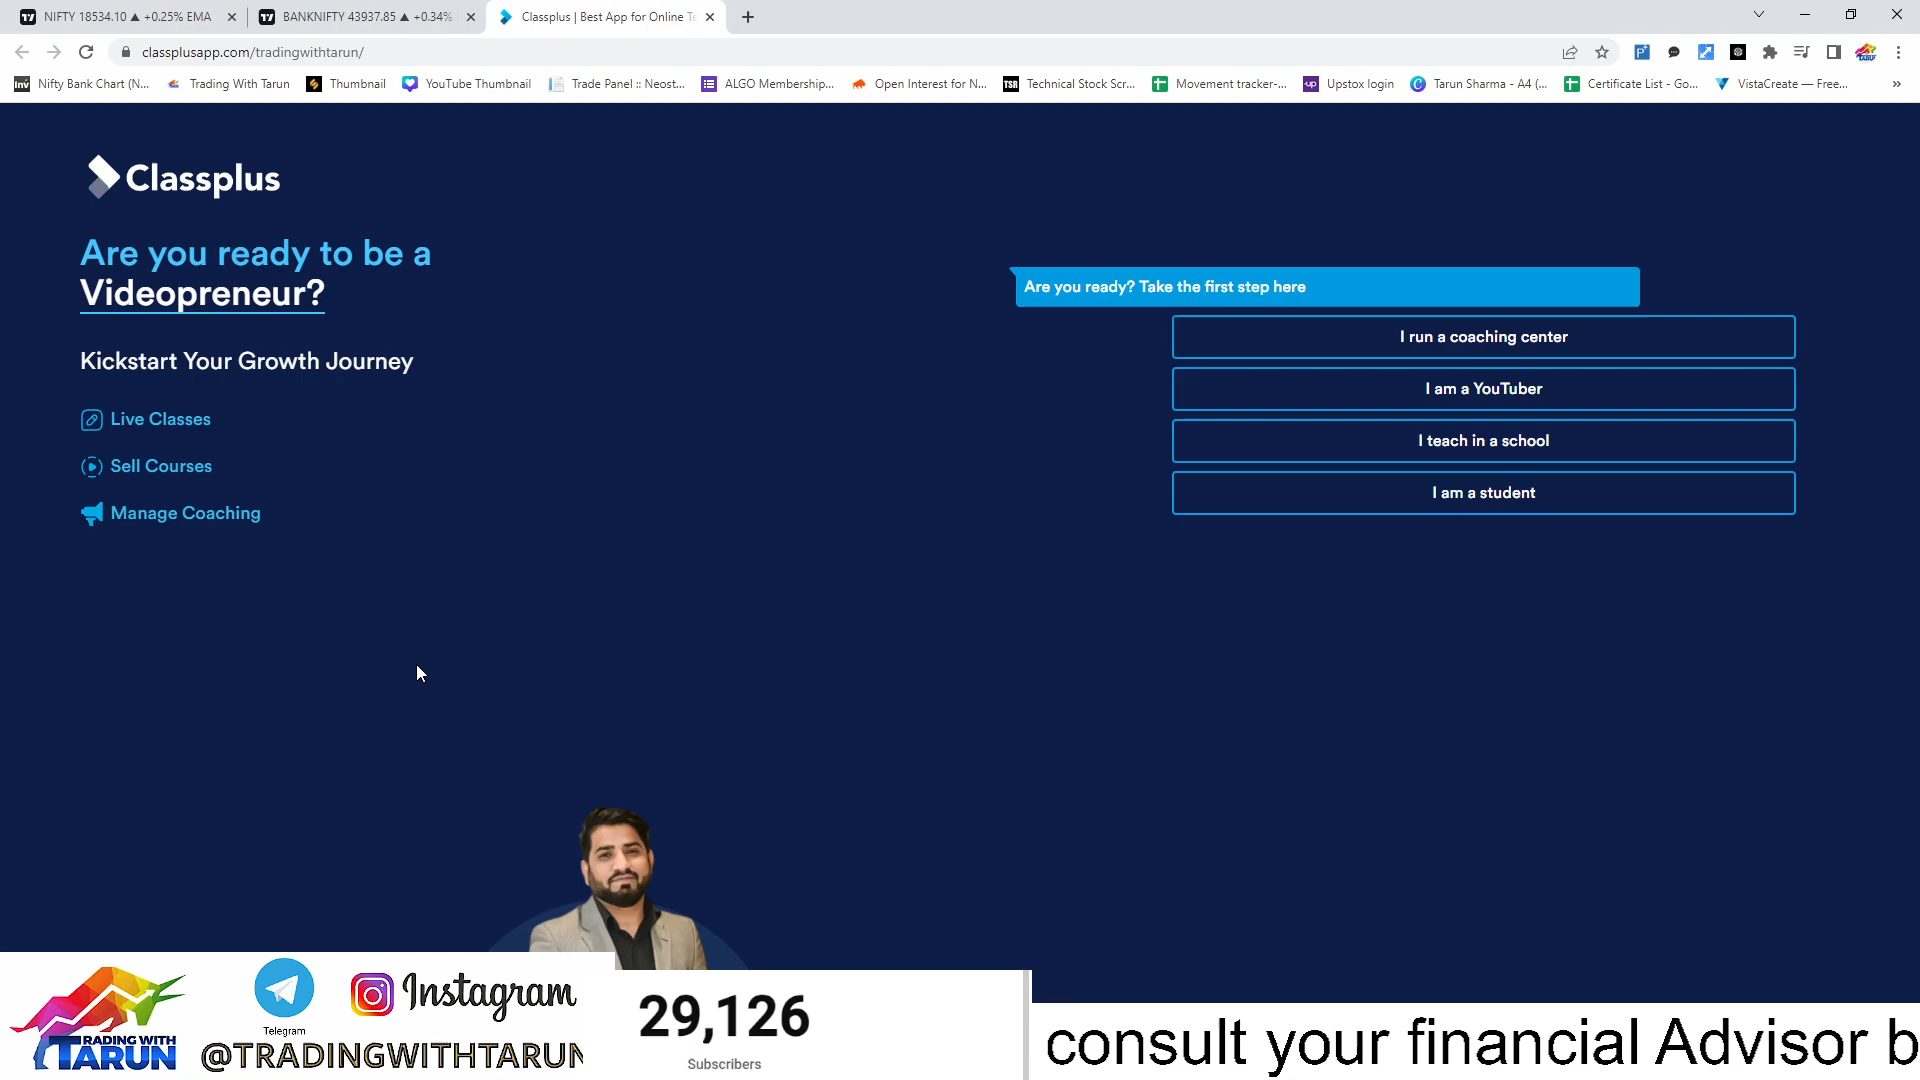 NIFTY 18534.10 ▲ +0.25% EMA
BANKNIFTY 43937.85 ▲ +0.34%
Classplus | Best App for Online Te
classplusapp.com/tradingwithtarun/
Nifty Bank Chart (N...
Trading With Tarun
Thumbnail
YouTube Thumbnail
Trade Panel :: Neost...
ALGO Membership...
Open Interest for N...
TSR Technical Stock Scr...
Movement tracker-...
up Upstox login
Tarun Sharma - A4 (...
Certificate List - Go...
VistaCreate — Free...
Classplus
Are you ready to be a
Videopreneur?
Kickstart Your Growth Journey
Live Classes
Sell Courses
Manage Coaching
Are you ready? Take the first step here
I run a coaching center
I am a YouTuber
I teach in a school
I am a student
TRADING WITH
TARUN
Telegram
Instagram
@TRADINGWITHTARUN
29,126
Subscribers
consult your financial Advisor b